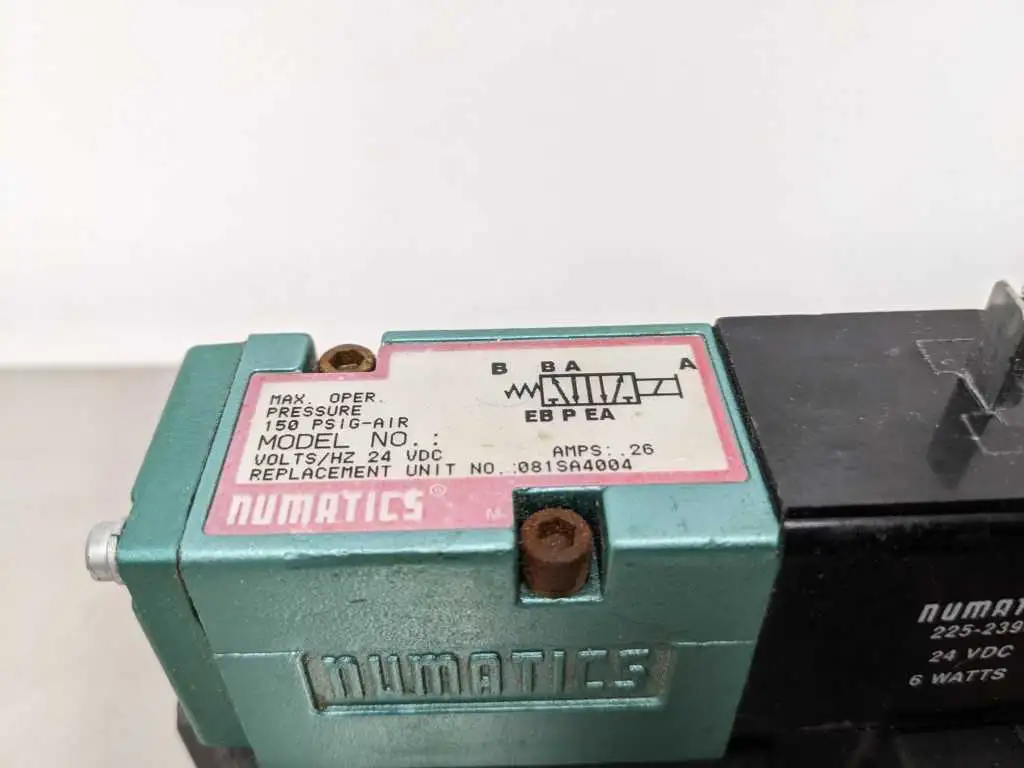 B B A A
EB P EA
MAX. OPER.
PRESSURE
150 PSIG-AIR
MODEL NO.:
VOLTS/HZ 24 VDC AMPS: .26
REPLACEMENT UNIT NO.:081SA4004
NUMATICS®
NUMATICS
NUMAT
225-239
24 VDC
6 WATTS